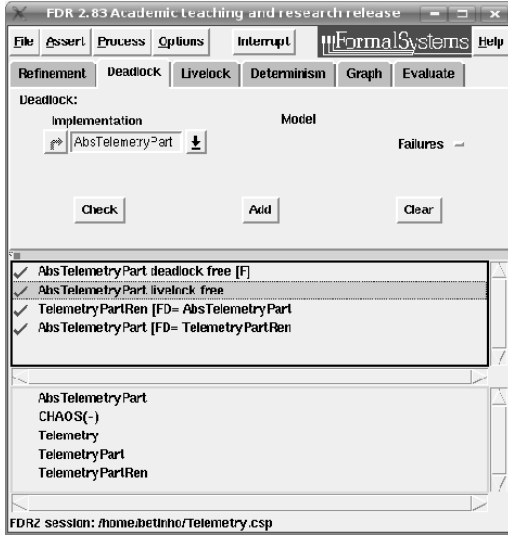 FDR 2.83 Academic teaching and research release
File Assert Process Options Interrupt FormalSystems Help
Refinement Deadlock Livelock Determinism Graph Evaluate
Deadlock:
Implementation Model
AbsTelemetryPart Failures
Check Add Clear
AbsTelemetryPart deadlock free [F]
AbsTelemetryPart livelock free
TelemetryPartRen [FD= AbsTelemetryPart
AbsTelemetryPart [FD= TelemetryPartRen
AbsTelemetryPart
CHAOS(-)
Telemetry
TelemetryPart
TelemetryPartRen
FDR2 session: /home/betinho/Telemetry.csp